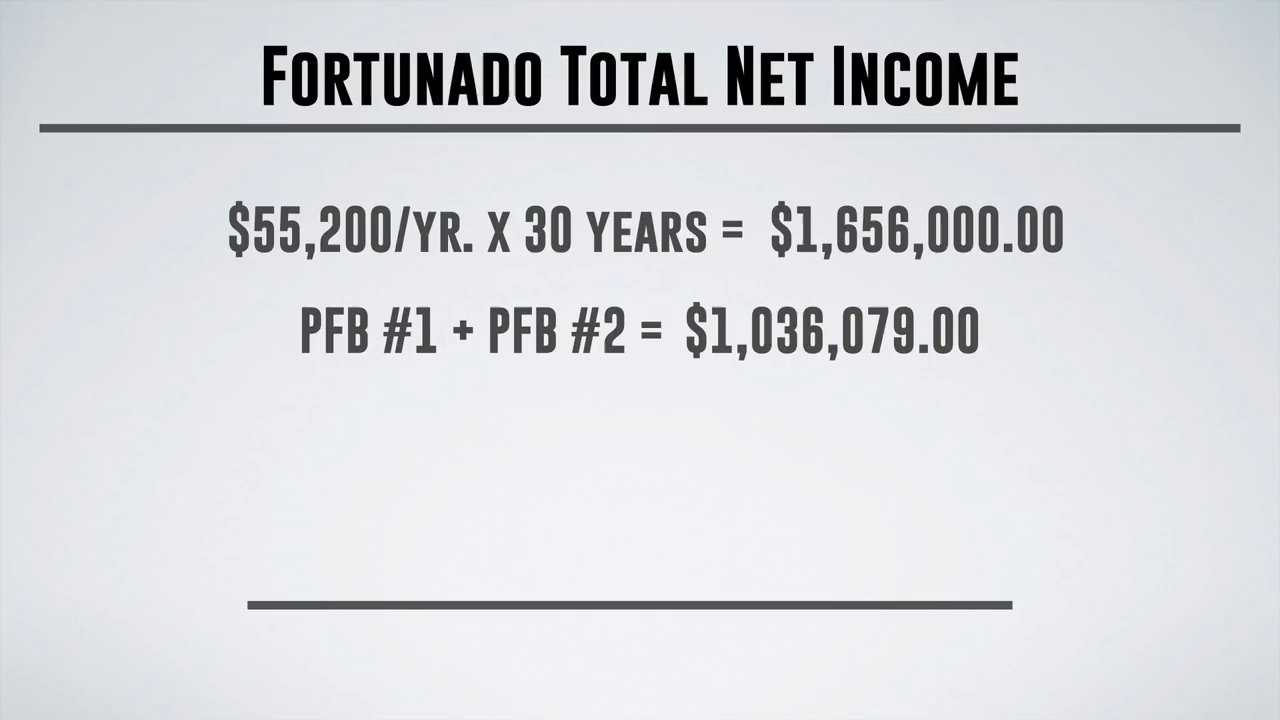 Fortunado Total Net Income
$55,200/yr. x 30 years = $1,656,000.00
PFB #1 + PFB #2 = $1,036,079.00